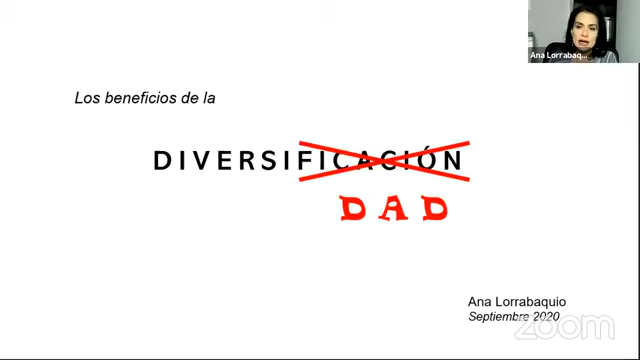 Ana Lorrabaq...
Los beneficios de la
DIVERSIFICACIÓN
DAD
Ana Lorrabaquio
Septiembre 2020
zoom